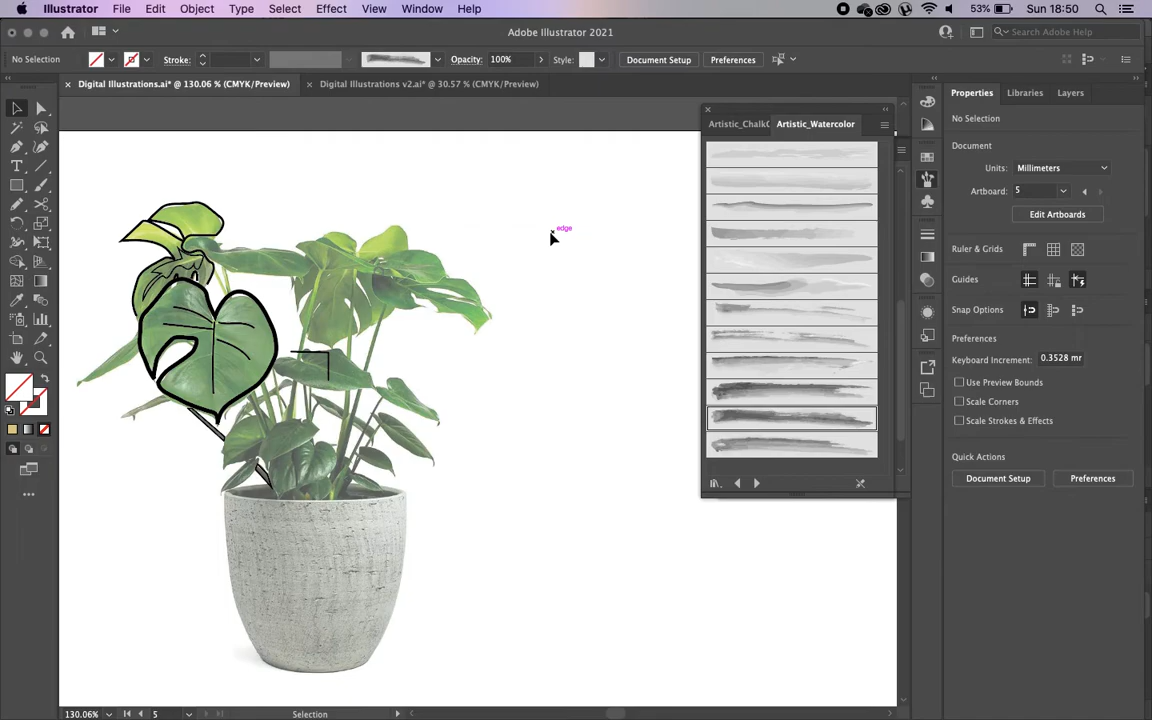 Illustrator File Edit Object Type Select Effect View Window Help 53% Sun 18:50
Adobe Illustrator 2021 Search Adobe Help
No Selection Stroke: Opacity: 100% Style: Document Setup Preferences
× Digital Illustrations.ai* @ 130.06% (CMYK/Preview) × Digital Illustrations v2.ai* @ 30.57 % (CMYK/Preview)
Artistic_ChalkC Artistic_Watercolor
edge
Properties Libraries Layers
No Selection
Document
Units: Millimeters
Artboard: 5
Edit Artboards
Ruler & Grids
Guides
Snap Options
Preferences
Keyboard Increment: 0.3528 mr
Use Preview Bounds
Scale Corners
Scale Strokes & Effects
Quick Actions
Document Setup Preferences
130.06% 5 Selection